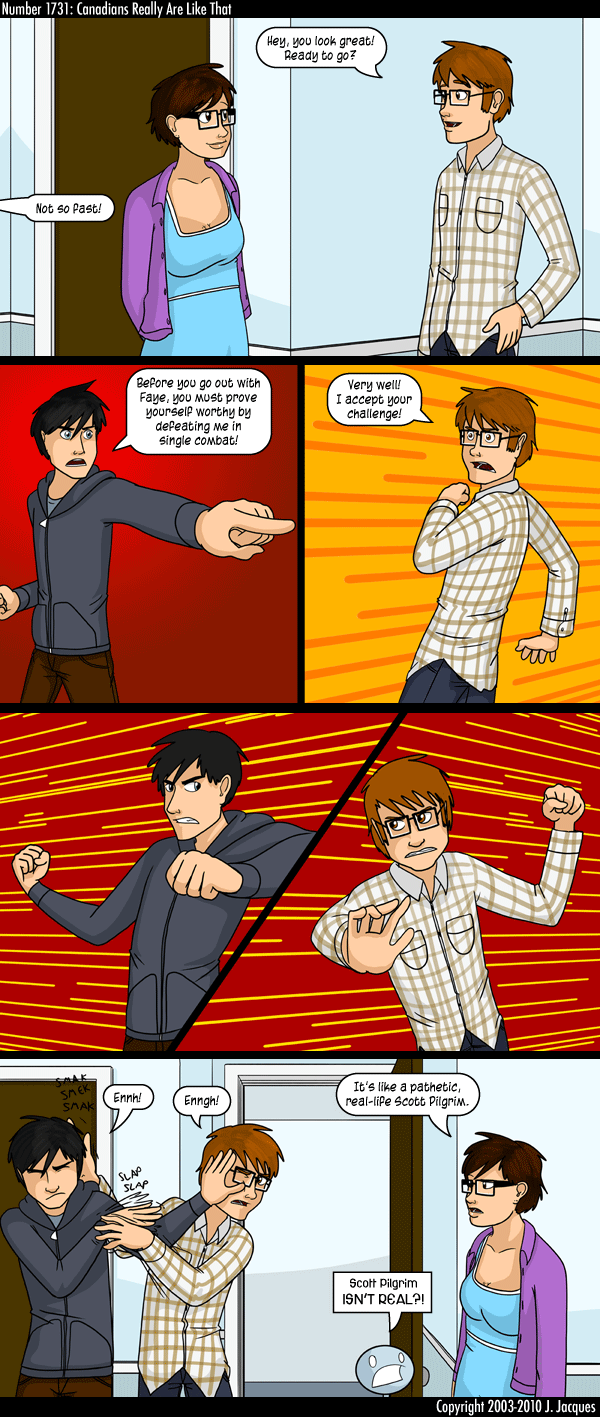 Number 1731: Canadians Really Are Like That
Hey, you look great!
Ready to go?
Not so fast!
Before you go out with
Faye, you must prove
yourself worthy by
defeating me in
single combat!
Very well!
I accept your
challenge!
SMAK
SMEK
SMAK
Ennh!
Enngh!
SLAP
SLAP
It's like a pathetic,
real-life Scott Pilgrim.
Scott Pilgrim
ISN'T REAL?!
Copyright 2003-2010 J. Jacques